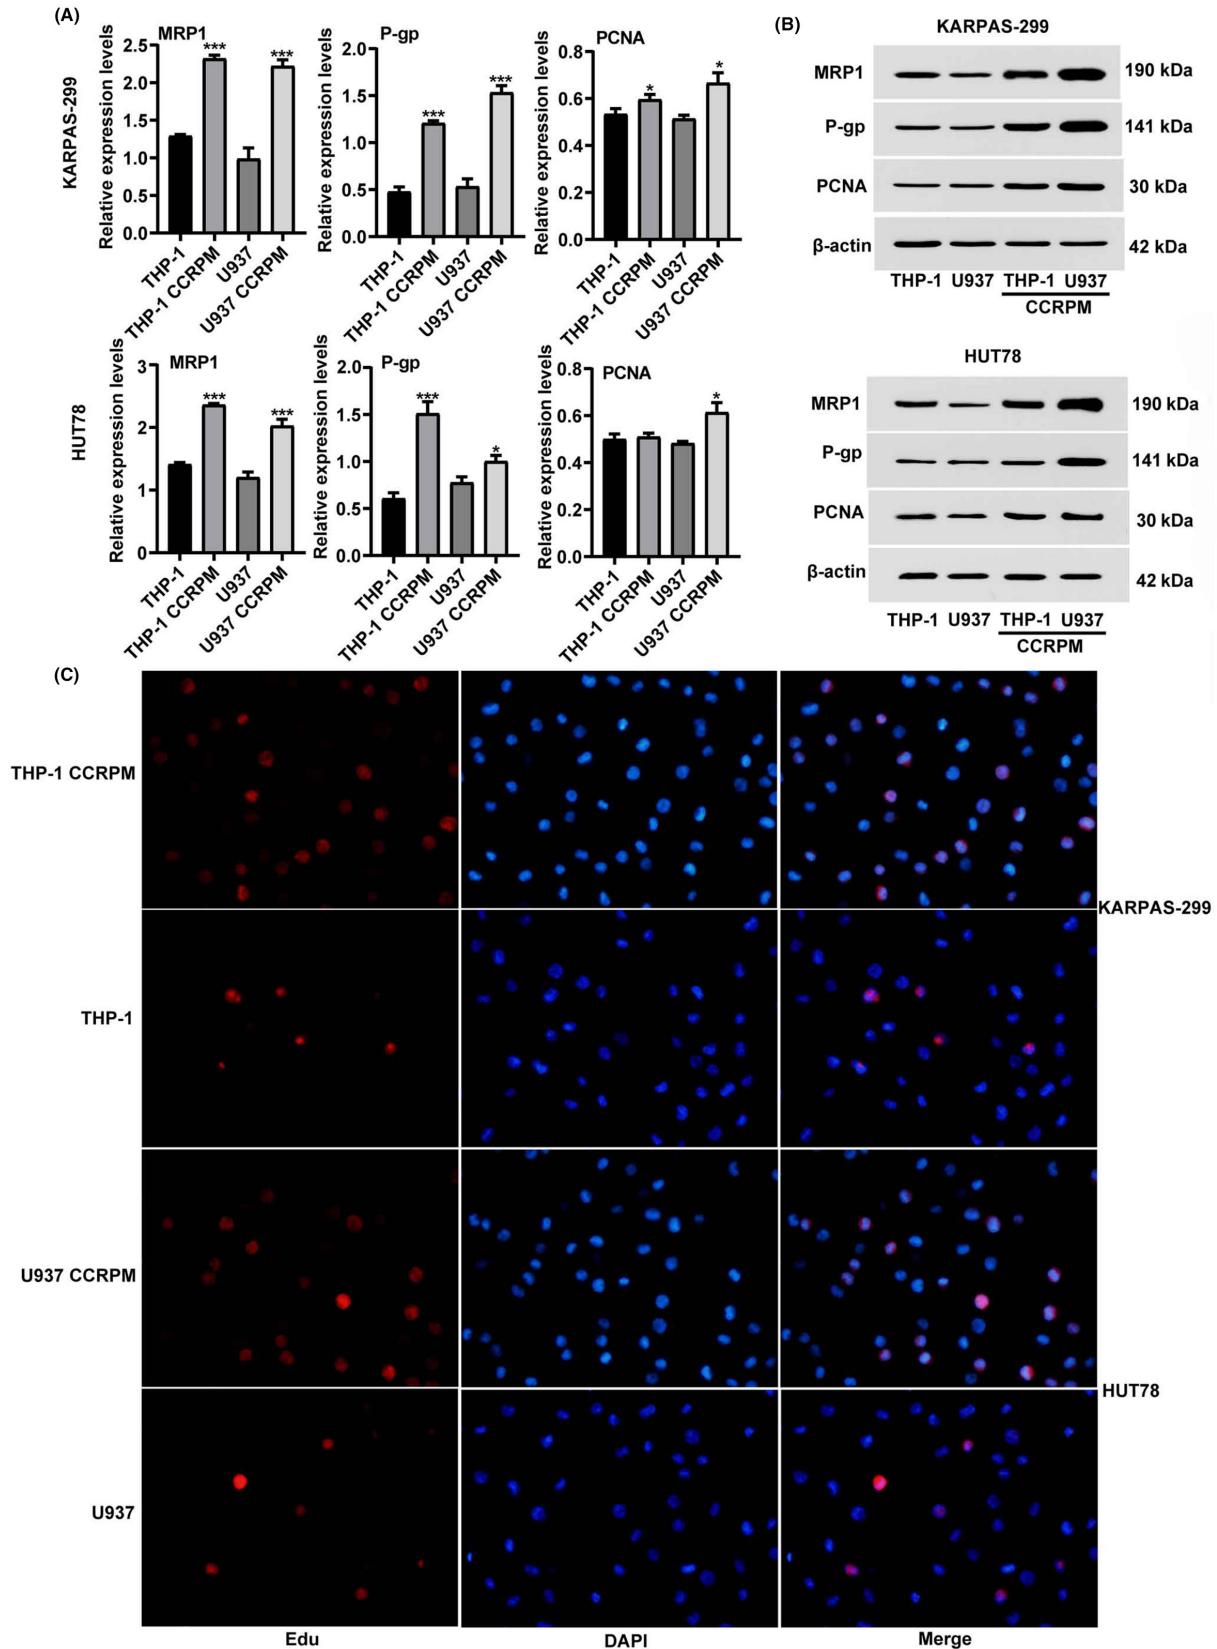 (A)
KARPAS-299
MRP1
Relative expression levels
2.5
2.0
1.5
1.0
0.5
0.0
***
***
THP-1
THP-1 CCRPM
U937
U937 CCRPM
P-gp
Relative expression levels
2.0
1.5
1.0
0.5
0.0
***
***
THP-1
THP-1 CCRPM
U937
U937 CCRPM
PCNA
Relative expression levels
0.8
0.6
0.4
0.2
0.0
*
*
THP-1
THP-1 CCRPM
U937
U937 CCRPM
HUT78
MRP1
Relative expression levels
3
2
1
0
***
***
THP-1
THP-1 CCRPM
U937
U937 CCRPM
P-gp
Relative expression levels
2.0
1.5
1.0
0.5
0.0
***
*
THP-1
THP-1 CCRPM
U937
U937 CCRPM
PCNA
Relative expression levels
0.8
0.6
0.4
0.2
0.0
*
THP-1
THP-1 CCRPM
U937
U937 CCRPM
(B)
KARPAS-299
MRP1 190 kDa
P-gp 141 kDa
PCNA 30 kDa
β-actin 42 kDa
THP-1 U937 THP-1 U937
CCRPM
HUT78
MRP1 190 kDa
P-gp 141 kDa
PCNA 30 kDa
β-actin 42 kDa
THP-1 U937 THP-1 U937
CCRPM
(C)
THP-1 CCRPM
KARPAS-299
THP-1
U937 CCRPM
HUT78
U937
Edu DAPI Merge